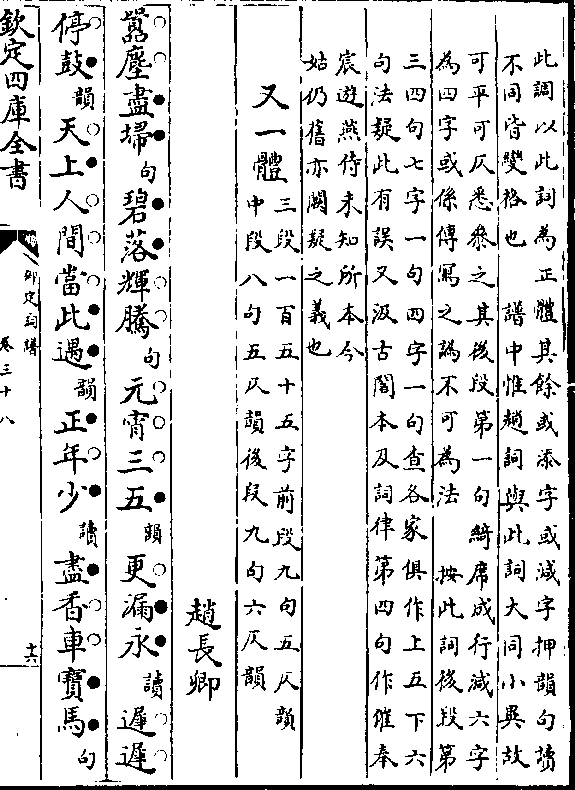 此調以此詞為正體其餘或添字或減字押韻句讀
不同皆變格也 譜中惟趙詞與此詞大同小異故
可平可仄悉叅之其後段第一句綺席成行減六字
為四字或係傳寫之譌不可為法 按此詞後段第
三四句七字一句四字一句查各家俱作上五下六
句法疑此有誤又汲古閣本及詞律第四句作催奉
宸遊燕侍未知所本今
姑仍舊亦闕疑之義也
又一體 三段一百五十五字前段九句五仄韻
中段八句五仄韻後段九句六仄韻
趙長卿
囂塵盡掃句碧落輝騰句元宵三五韻更漏永讀遲遲
停鼓韻天上人間當此遇韻正年少讀盡香車寶馬句
欽定四庫全書
御定詞譜
卷三十八
十六